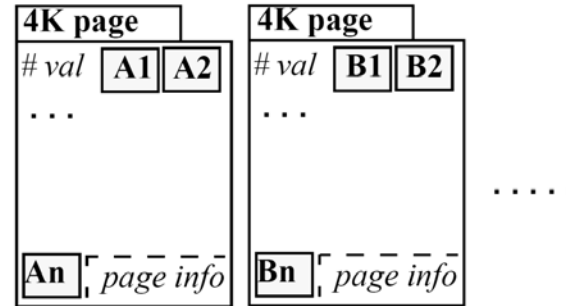 4K page
# val A1 A2
. . .
An page info
4K page
# val B1 B2
. . .
Bn page info
. . . .